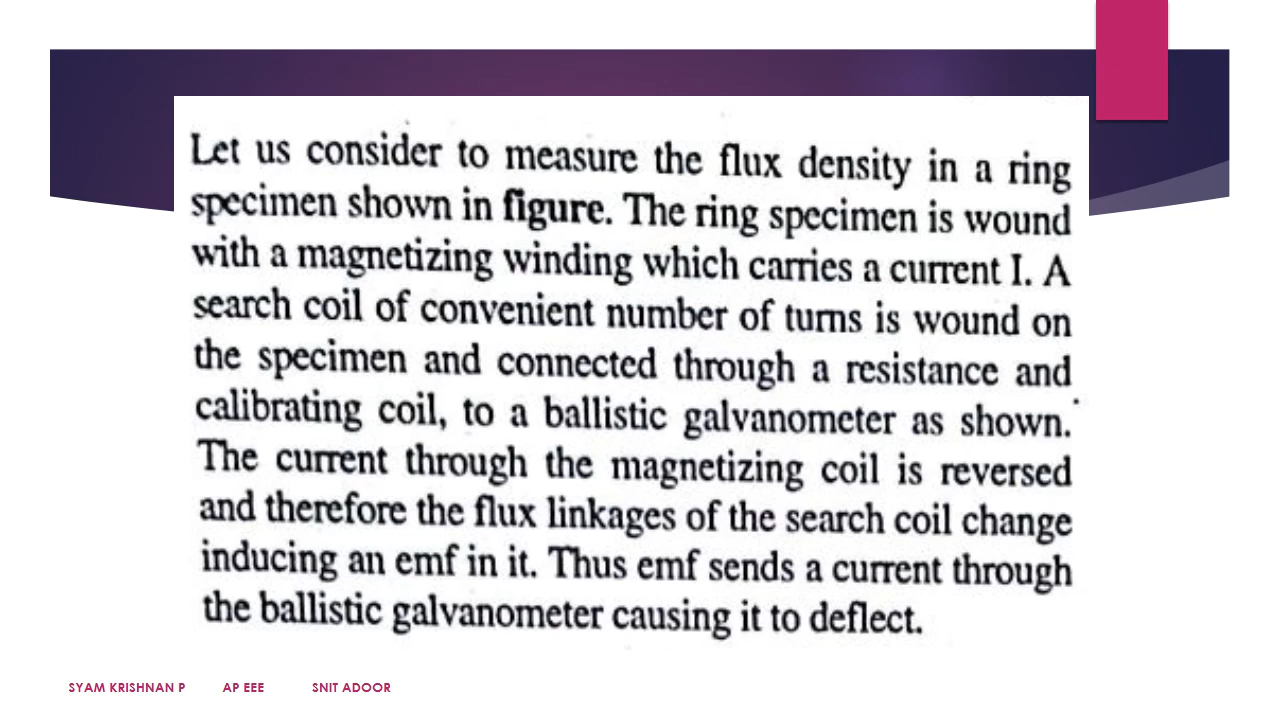 Let us consider to measure the flux density in a ring
specimen shown in figure. The ring specimen is wound
with a magnetizing winding which carries a current I. A
search coil of convenient number of turns is wound on
the specimen and connected through a resistance and
calibrating coil, to a ballistic galvanometer as shown.
The current through the magnetizing coil is reversed
and therefore the flux linkages of the search coil change
inducing an emf in it. Thus emf sends a current through
the ballistic galvanometer causing it to deflect.
SYAM KRISHNAN P AP EEE SNIT ADOOR